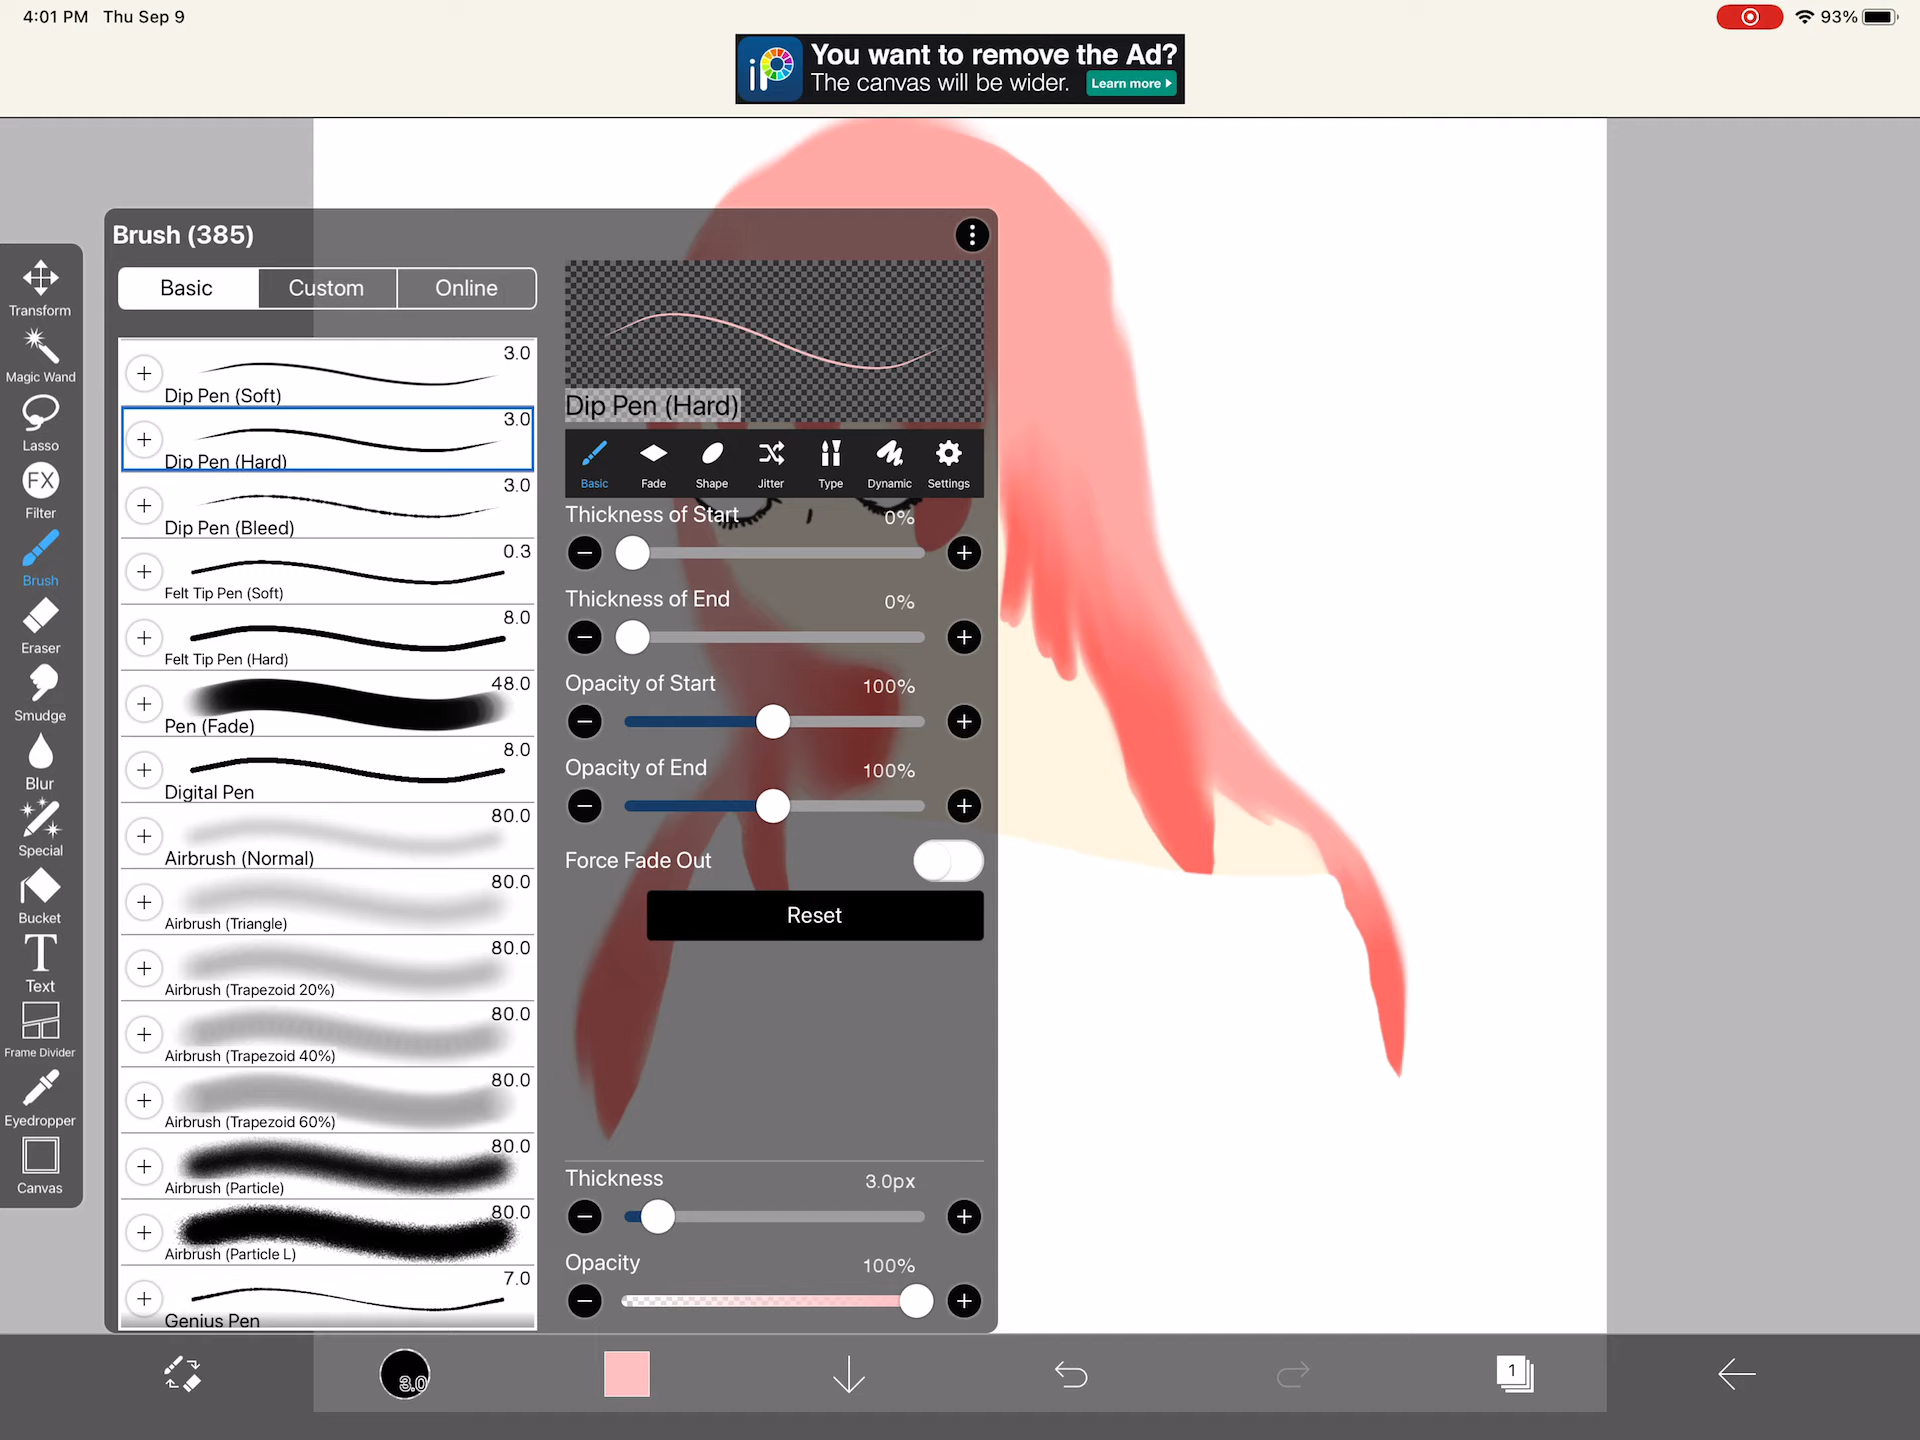 4:01 PM Thu Sep 9
93%
iP
You want to remove the Ad?
The canvas will be wider.
Learn more
Brush (385)
Basic
Custom
Online
3.0
Dip Pen (Soft)
3.0
Dip Pen (Hard)
3.0
Dip Pen (Bleed)
0.3
Felt Tip Pen (Soft)
8.0
Felt Tip Pen (Hard)
48.0
Pen (Fade)
8.0
Digital Pen
80.0
Airbrush (Normal)
80.0
Airbrush (Triangle)
80.0
Airbrush (Trapezoid 20%)
80.0
Airbrush (Trapezoid 40%)
80.0
Airbrush (Trapezoid 60%)
80.0
Airbrush (Particle)
80.0
Airbrush (Particle L)
7.0
Genius Pen
Transform
Magic Wand
Lasso
FX
Filter
Brush
Eraser
Smudge
Blur
Special
Bucket
T
Text
Frame Divider
Eyedropper
Canvas
Dip Pen (Hard)
Basic
Fade
Shape
Jitter
Type
Dynamic
Settings
Thickness of Start 0%
Thickness of End 0%
Opacity of Start 100%
Opacity of End 100%
Force Fade Out
Reset
Thickness 3.0px
Opacity 100%
3.0
1